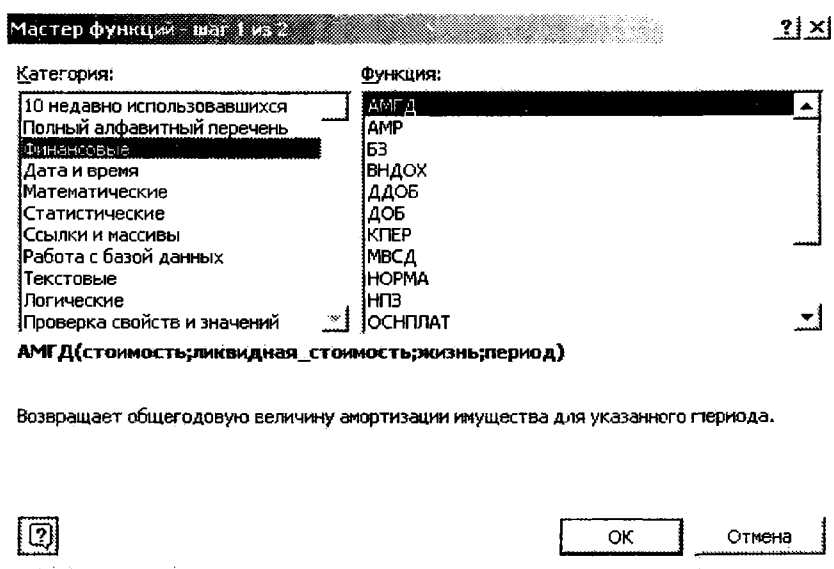 Мастер функций - шаг 1 из 2
Категория:
10 недавно использовавшихся
Полный алфавитный перечень
Финансовые
Дата и время
Математические
Статистические
Ссылки и массивы
Работа с базой данных
Текстовые
Логические
Проверка свойств и значений
Функция:
АМГД
АМР
БЗ
ВНДОХ
ДДОБ
ДОБ
КПЕР
МВСД
НОРМА
НПЗ
ОСНПЛАТ
АМГД(стоимость;ликвидная_стоимость;жизнь;период)
Возвращает общегодовую величину амортизации имущества для указанного периода.
ОК
Отмена